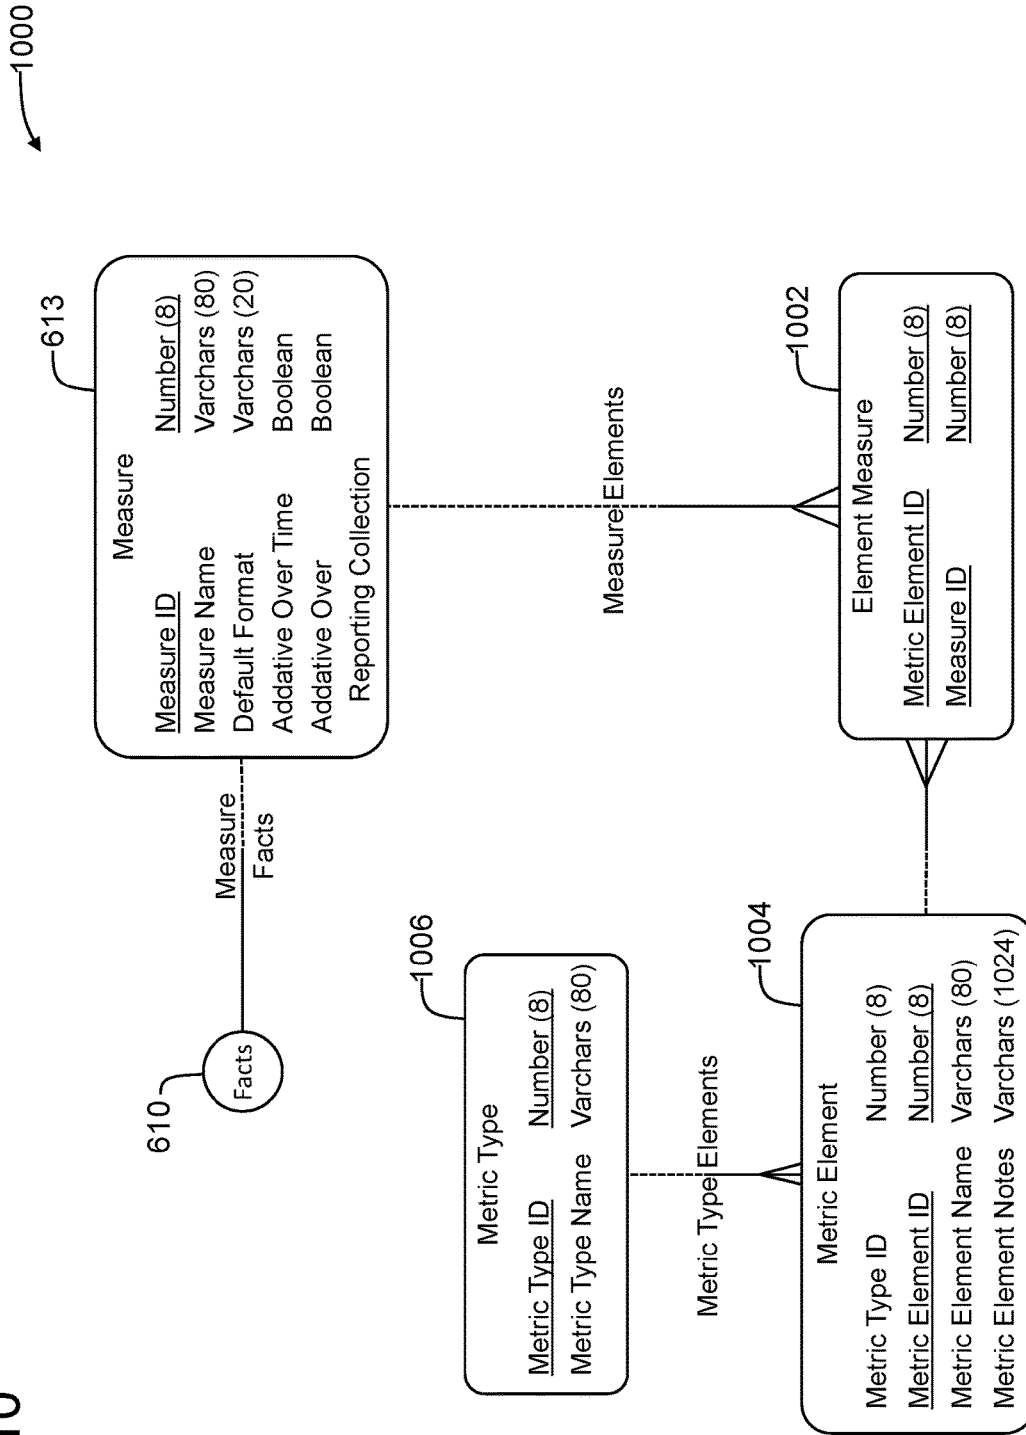 1000
613
Measure
Measure ID Number (8)
Measure Name Varchars (80)
Default Format Varchars (20)
Addative Over Time Boolean
Addative Over Boolean
Reporting Collection
Measure
Facts
610
Facts
1006
Metric Type
Metric Type ID Number (8)
Metric Type Name Varchars (80)
Measure Elements
Metric Type Elements
1004
Metric Element
Metric Type ID Number (8)
Metric Element ID Number (8)
Metric Element Name Varchars (80)
Metric Element Notes Varchars (1024)
1002
Element Measure
Metric Element ID Number (8)
Measure ID Number (8)